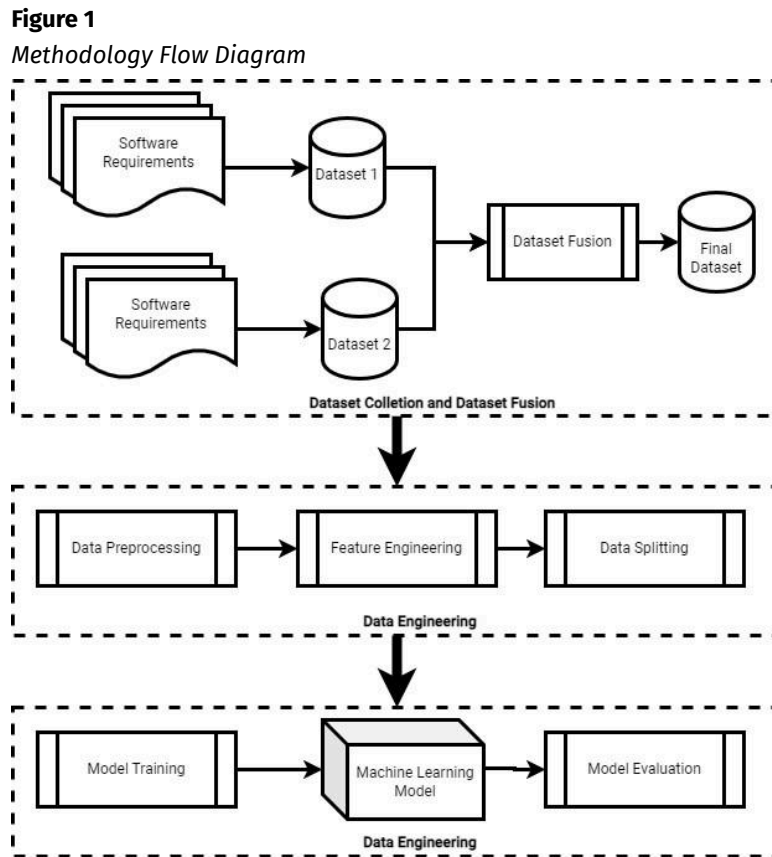 Figure 1
Methodology Flow Diagram
Software
Requirements
Dataset 1
Dataset Fusion
Final
Dataset
Software
Requirements
Dataset 2
Dataset Colletion and Dataset Fusion
Data Preprocessing
Feature Engineering
Data Splitting
Data Engineering
Model Training
Machine Learning
Model
Model Evaluation
Data Engineering